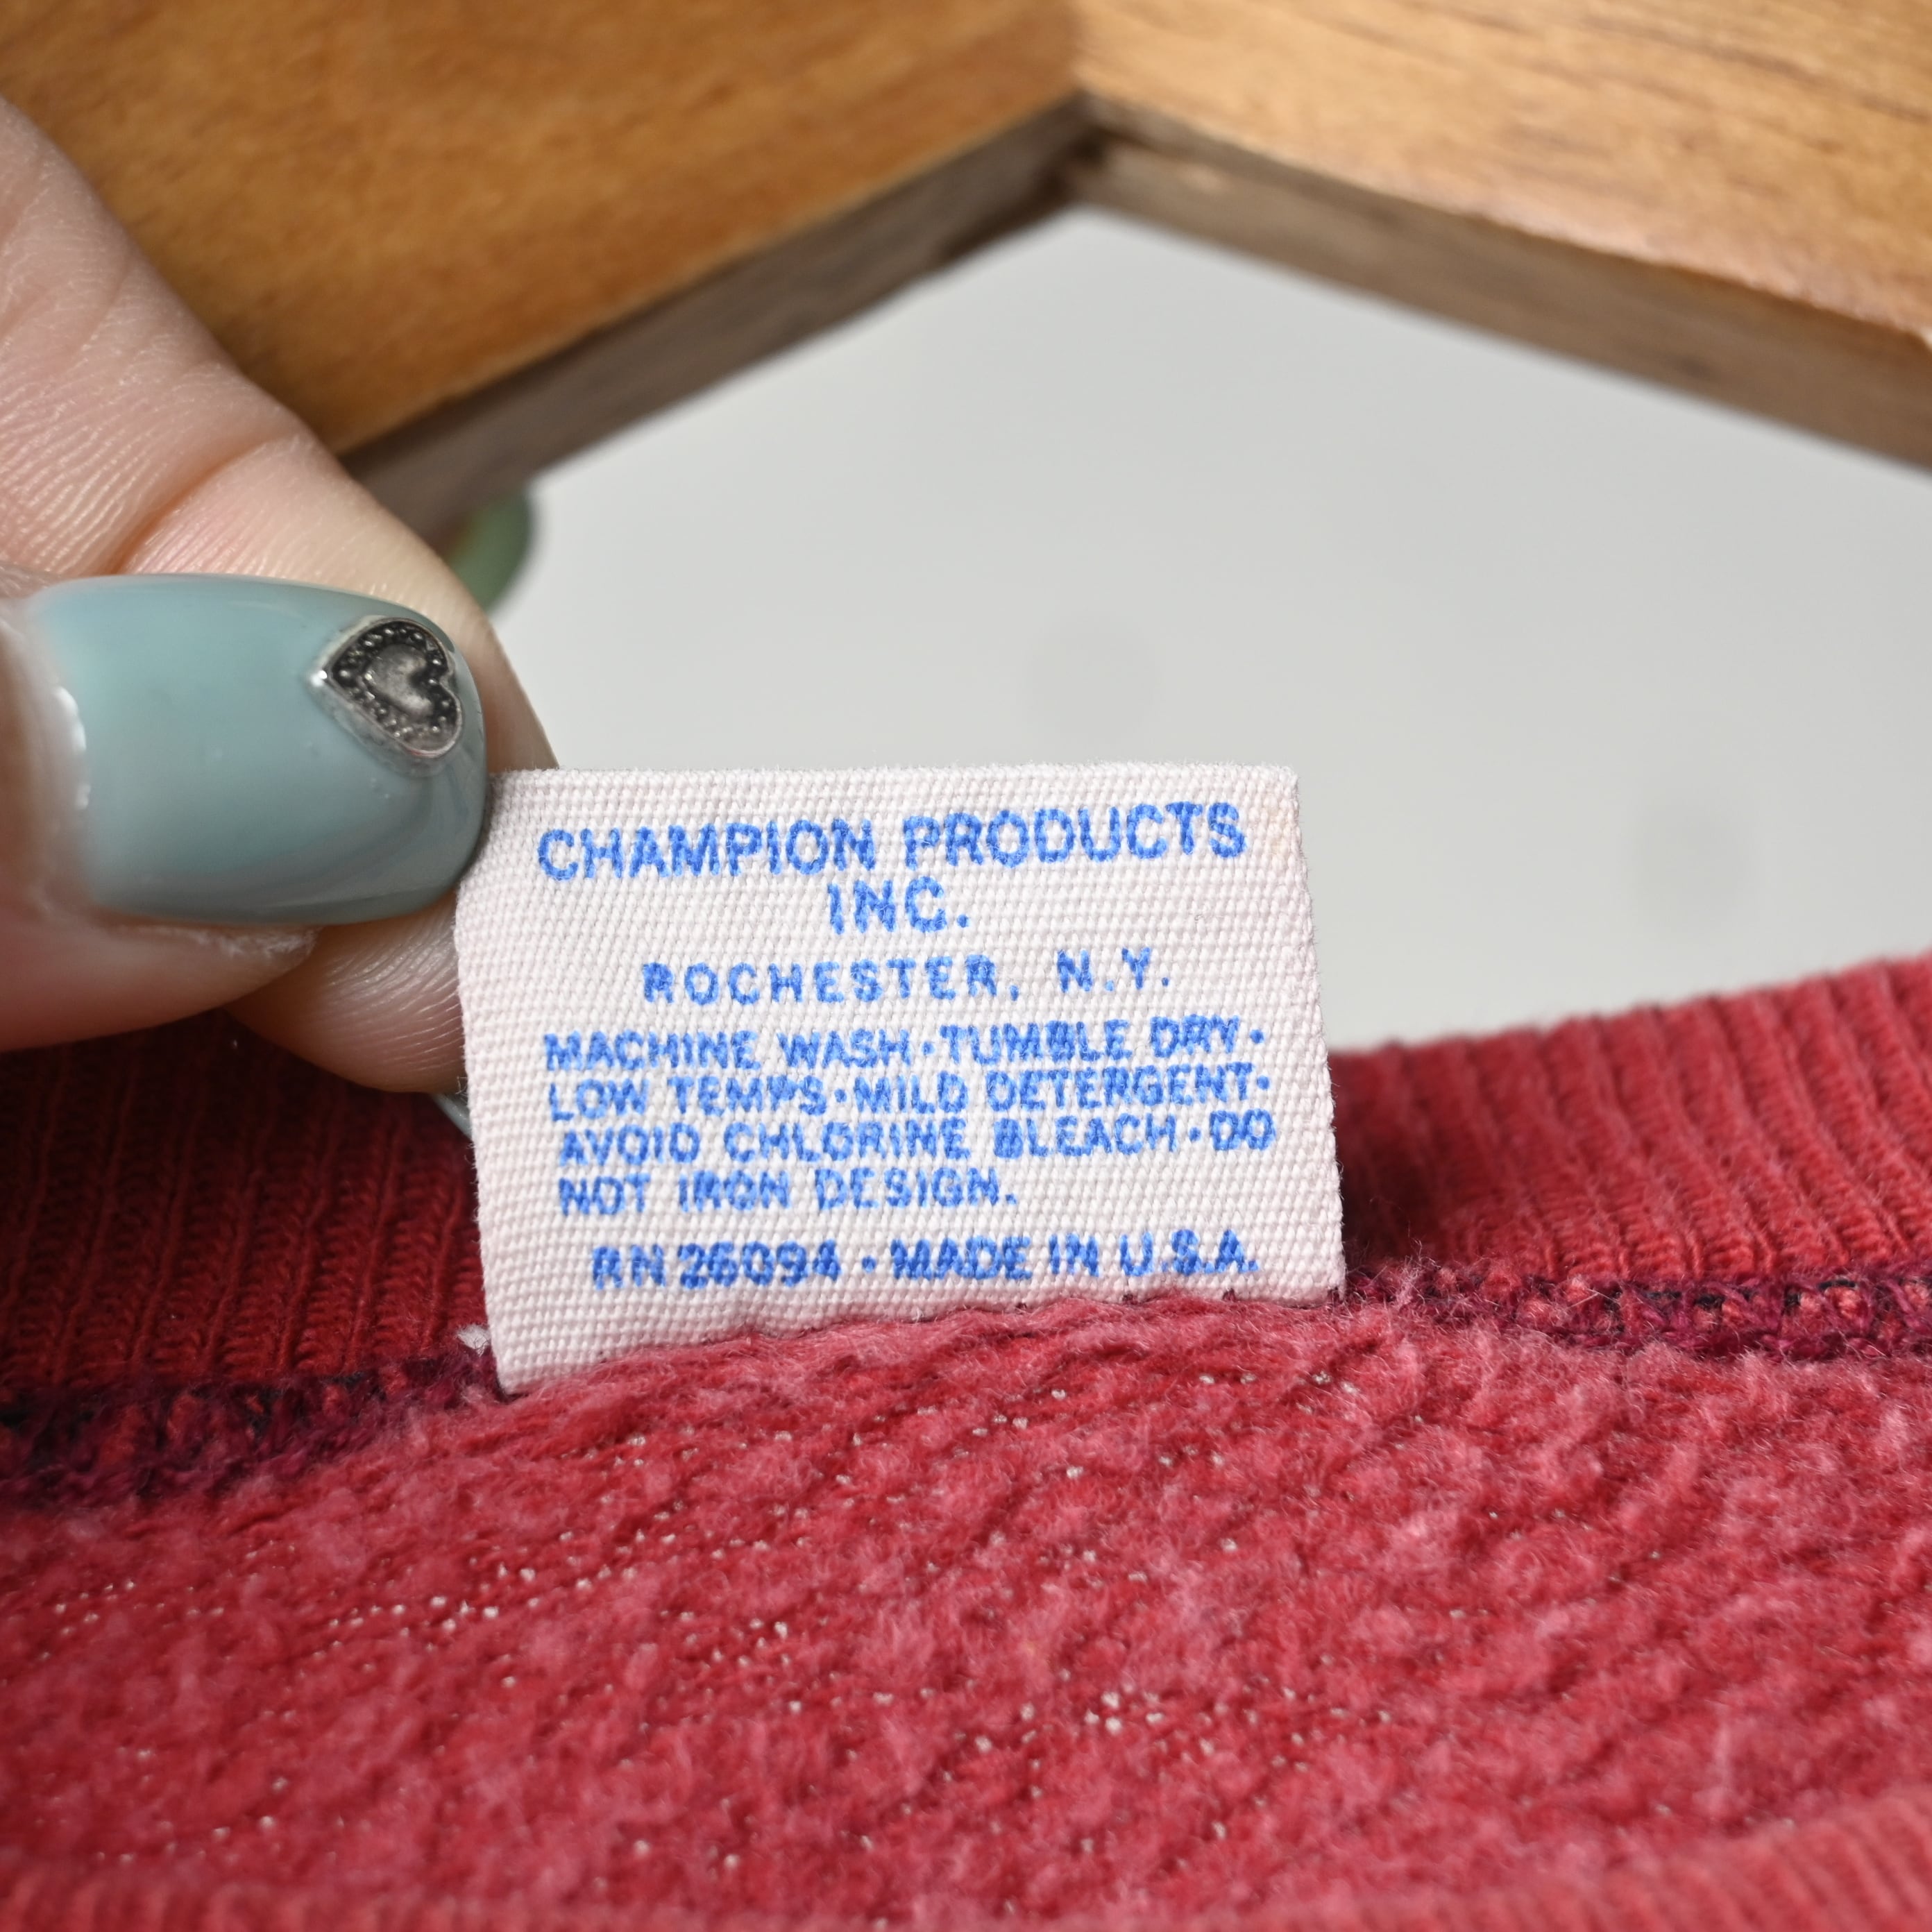 CHAMPION PRODUCTS
INC.
ROCHESTER, N.Y.
MACHINE WASH•TUMBLE DRY•
LOW TEMPS•MILD DETERGENT•
AVOID CHLORINE BLEACH•DO
NOT IRON DESIGN.
RN 26094 • MADE IN U.S.A.